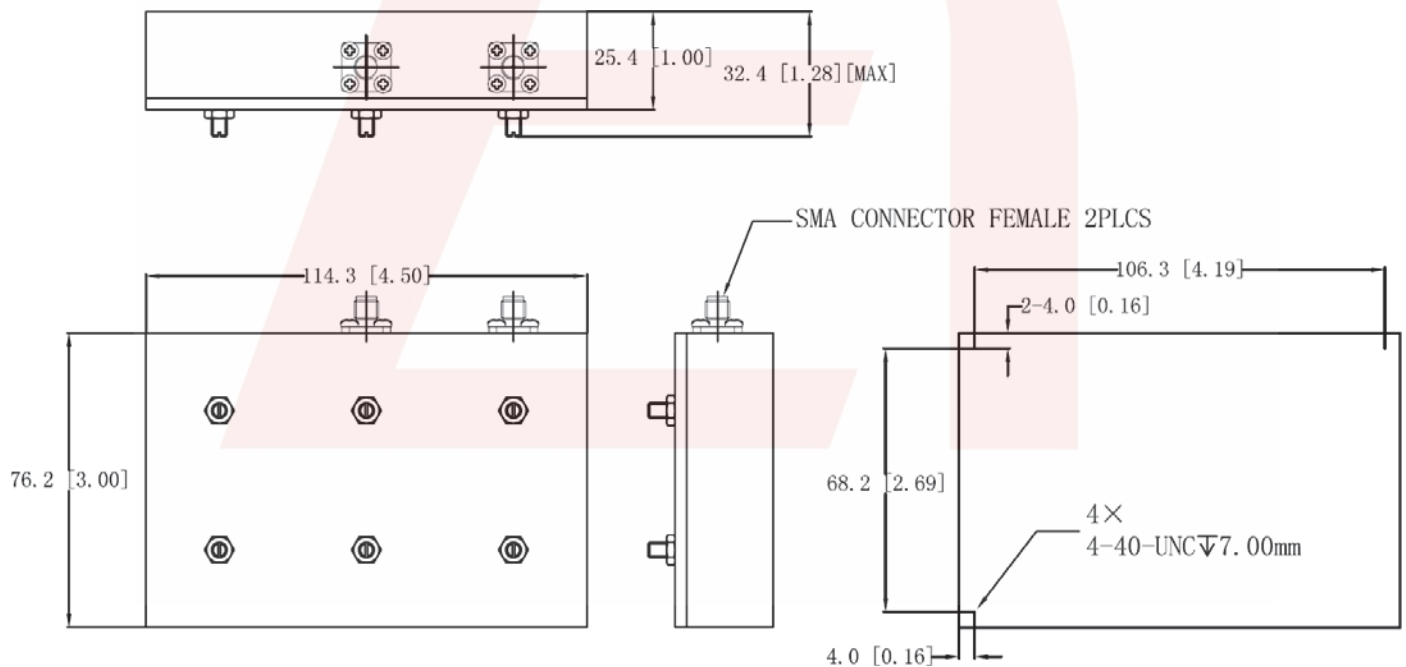 25.4 [1.00]
32.4 [1.28][MAX]
SMA CONNECTOR FEMALE 2PLCS
114.3 [4.50]
106.3 [4.19]
2-4.0 [0.16]
76.2 [3.00]
68.2 [2.69]
4×
4-40-UNC↧7.00mm
4.0 [0.16]